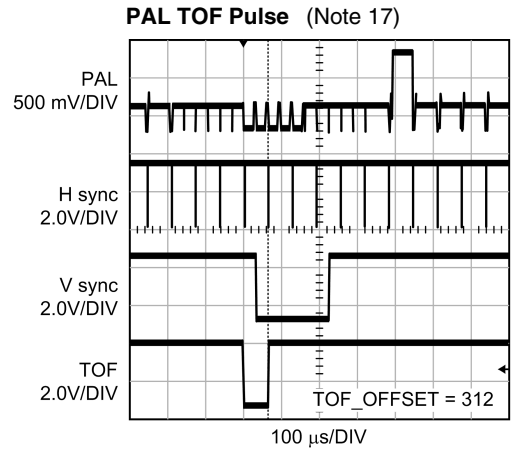 PAL TOF Pulse (Note 17)
PAL
500 mV/DIV
H sync
2.0V/DIV
V sync
2.0V/DIV
TOF
2.0V/DIV
TOF_OFFSET = 312
100 μs/DIV